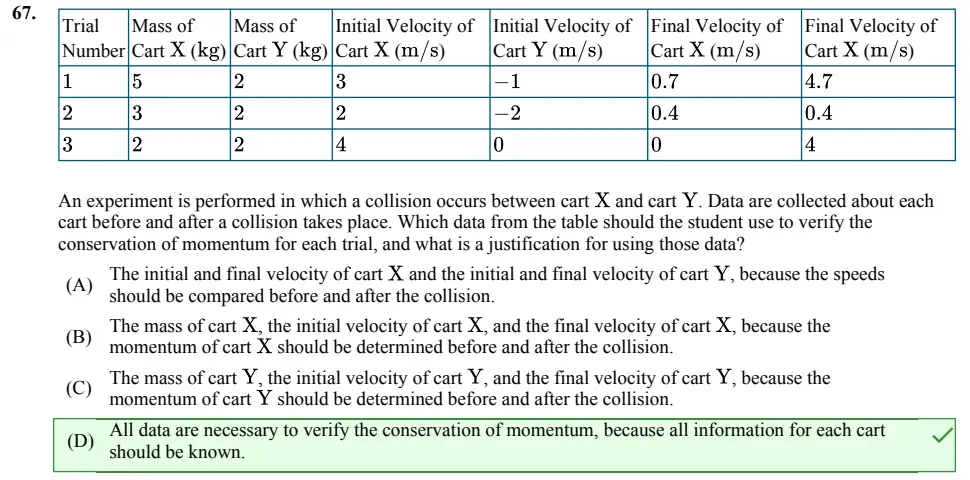 67.
Trial Number Mass of Cart X (kg) Mass of Cart Y (kg) Initial Velocity of Cart X (m/s) Initial Velocity of Cart Y (m/s) Final Velocity of Cart X (m/s) Final Velocity of Cart X (m/s)
1 5 2 3 −1 0.7 4.7
2 3 2 2 −2 0.4 0.4
3 2 2 4 0 0 4
An experiment is performed in which a collision occurs between cart X and cart Y. Data are collected about each
cart before and after a collision takes place. Which data from the table should the student use to verify the
conservation of momentum for each trial, and what is a justification for using those data?
(A) The initial and final velocity of cart X and the initial and final velocity of cart Y, because the speeds
should be compared before and after the collision.
(B) The mass of cart X, the initial velocity of cart X, and the final velocity of cart X, because the
momentum of cart X should be determined before and after the collision.
(C) The mass of cart Y, the initial velocity of cart Y, and the final velocity of cart Y, because the
momentum of cart Y should be determined before and after the collision.
(D) All data are necessary to verify the conservation of momentum, because all information for each cart
should be known.